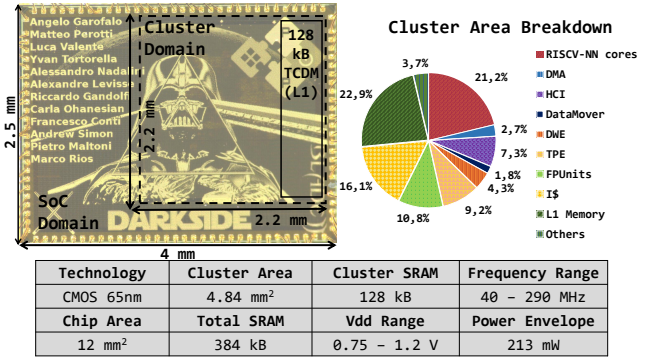 Angelo Garofalo
Matteo Perotti
Luca Valente
Yvan Tortorella
Alessandro Nadalini
Alexandre Levisse
Riccardo Gandolfi
Carla Ohanesian
Francesco Conti
Andrew Simon
Pietro Maltoni
Marco Rios
Cluster
Domain
128
kB
TCDM
(L1)
2.5 mm
2.2 mm
SoC
Domain
DARKSIDE
2.2 mm
4 mm
Cluster Area Breakdown
3,7%
21,2%
22,9%
2,7%
7,3%
1,8%
4,3%
16,1%
10,8%
9,2%
RISCV-NN cores
DMA
HCI
DataMover
DWE
TPE
FPUnits
I$
L1 Memory
Others
Technology Cluster Area Cluster SRAM Frequency Range
CMOS 65nm 4.84 mm² 128 kB 40 – 290 MHz
Chip Area Total SRAM Vdd Range Power Envelope
12 mm² 384 kB 0.75 – 1.2 V 213 mW